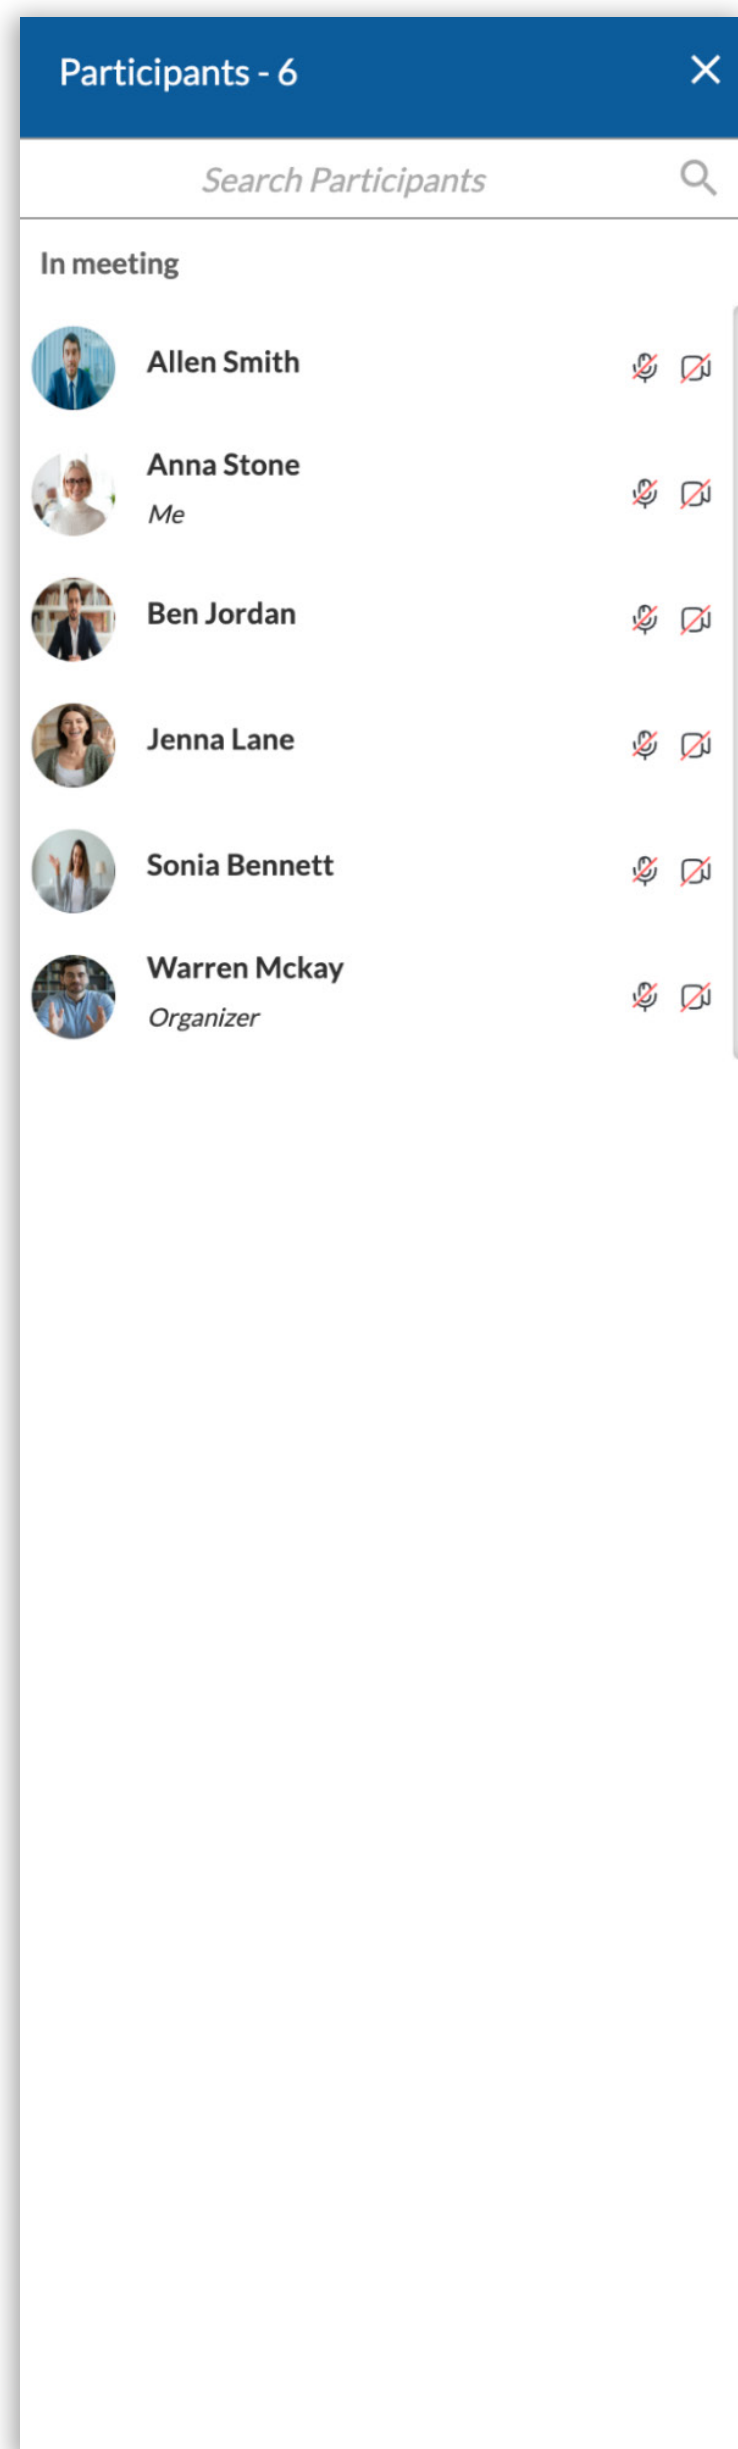 Participants - 6
Search Participants
In meeting
Allen Smith
Anna Stone
Me
Ben Jordan
Jenna Lane
Sonia Bennett
Warren Mckay
Organizer